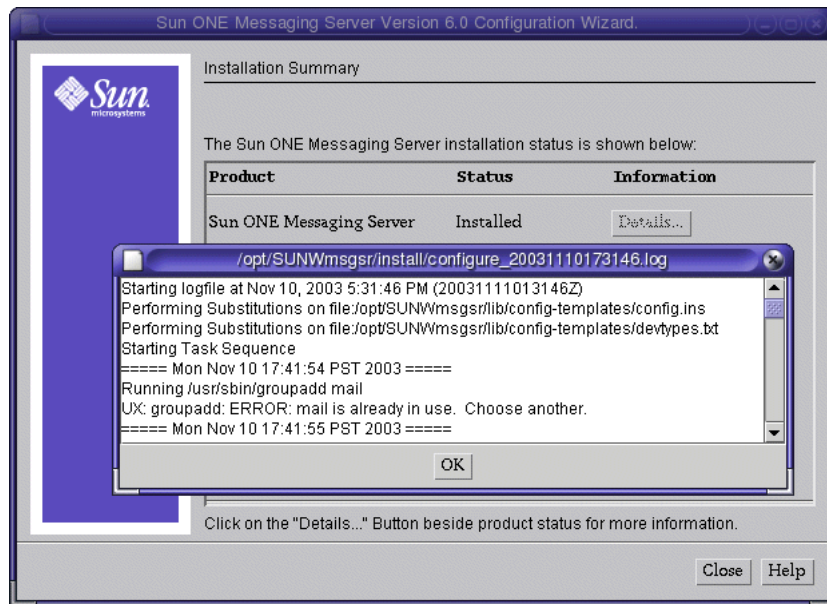 Sun ONE Messaging Server Version 6.0 Configuration Wizard.
Sun
microsystems
Installation Summary
The Sun ONE Messaging Server installation status is shown below:
Product Status Information
Sun ONE Messaging Server Installed Details...
/opt/SUNWmsgsr/install/configure_20031110173146.log
Starting logfile at Nov 10, 2003 5:31:46 PM (20031111013146Z)
Performing Substitutions on file:/opt/SUNWmsgsr/lib/config-templates/config.ins
Performing Substitutions on file:/opt/SUNWmsgsr/lib/config-templates/devtypes.txt
Starting Task Sequence
===== Mon Nov 10 17:41:54 PST 2003 =====
Running /usr/sbin/groupadd mail
UX: groupadd: ERROR: mail is already in use.  Choose another.
===== Mon Nov 10 17:41:55 PST 2003 =====
OK
Click on the "Details..." Button beside product status for more information.
Close Help